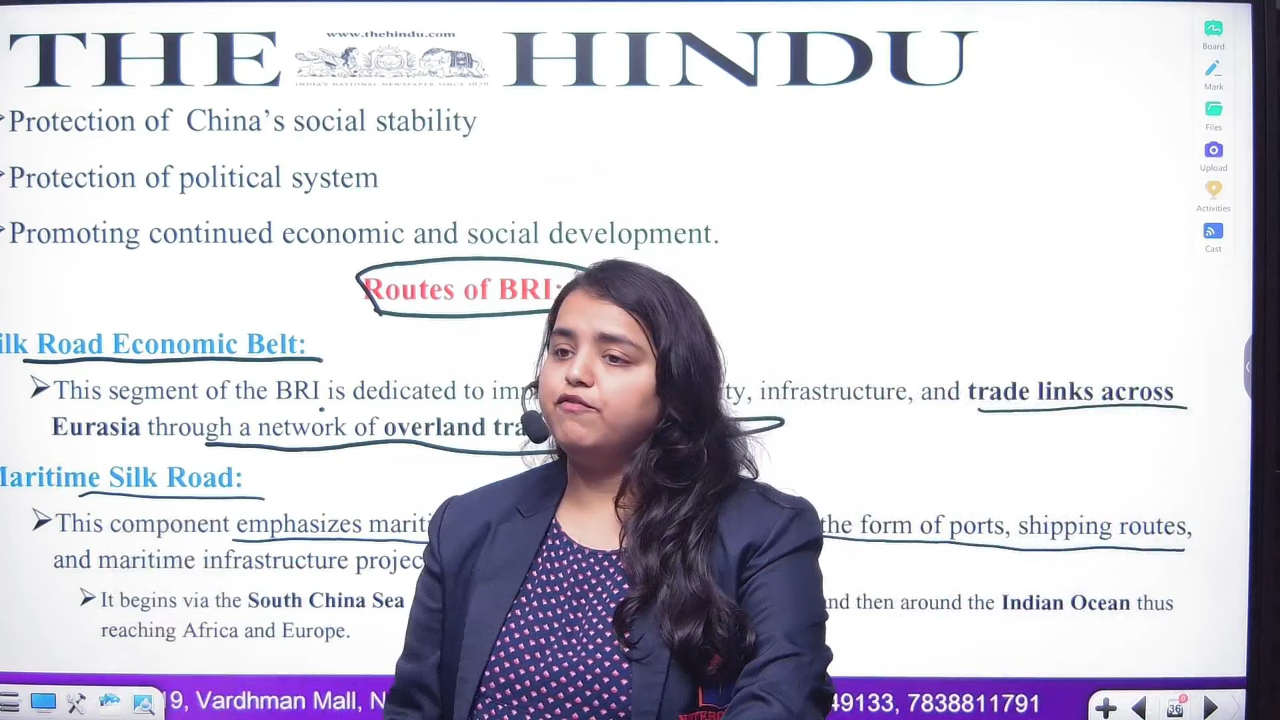 www.thehindu.com
THE HINDU
INDIA'S NATIONAL NEWSPAPER SINCE 1878
Protection of China's social stability
Protection of political system
Promoting continued economic and social development.
Routes of BRI:
ilk Road Economic Belt:
This segment of the BRI is dedicated to imp ty, infrastructure, and trade links across
Eurasia through a network of overland tra
Maritime Silk Road:
This component emphasizes mariti the form of ports, shipping routes,
and maritime infrastructure projec
It begins via the South China Sea nd then around the Indian Ocean thus
reaching Africa and Europe.
19, Vardhman Mall, N 49133, 7838811791
Board
Mark
Files
Upload
Activities
Cast
36